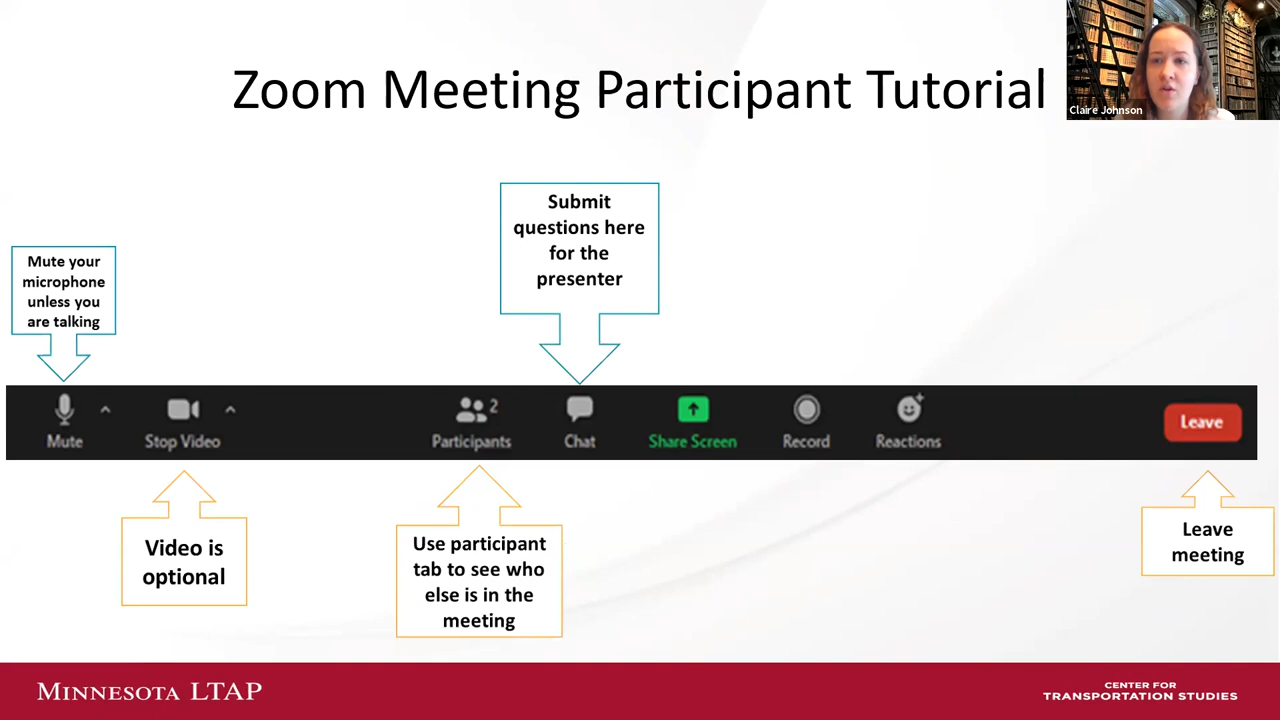 Zoom Meeting Participant Tutorial
Claire Johnson
Submit
questions here
for the
presenter
Mute your
microphone
unless you
are talking
2
Mute
Stop Video
Participants
Chat
Share Screen
Record
Reactions
Leave
Video is
optional
Use participant
tab to see who
else is in the
meeting
Leave
meeting
MINNESOTA LTAP
CENTER FOR
TRANSPORTATION STUDIES